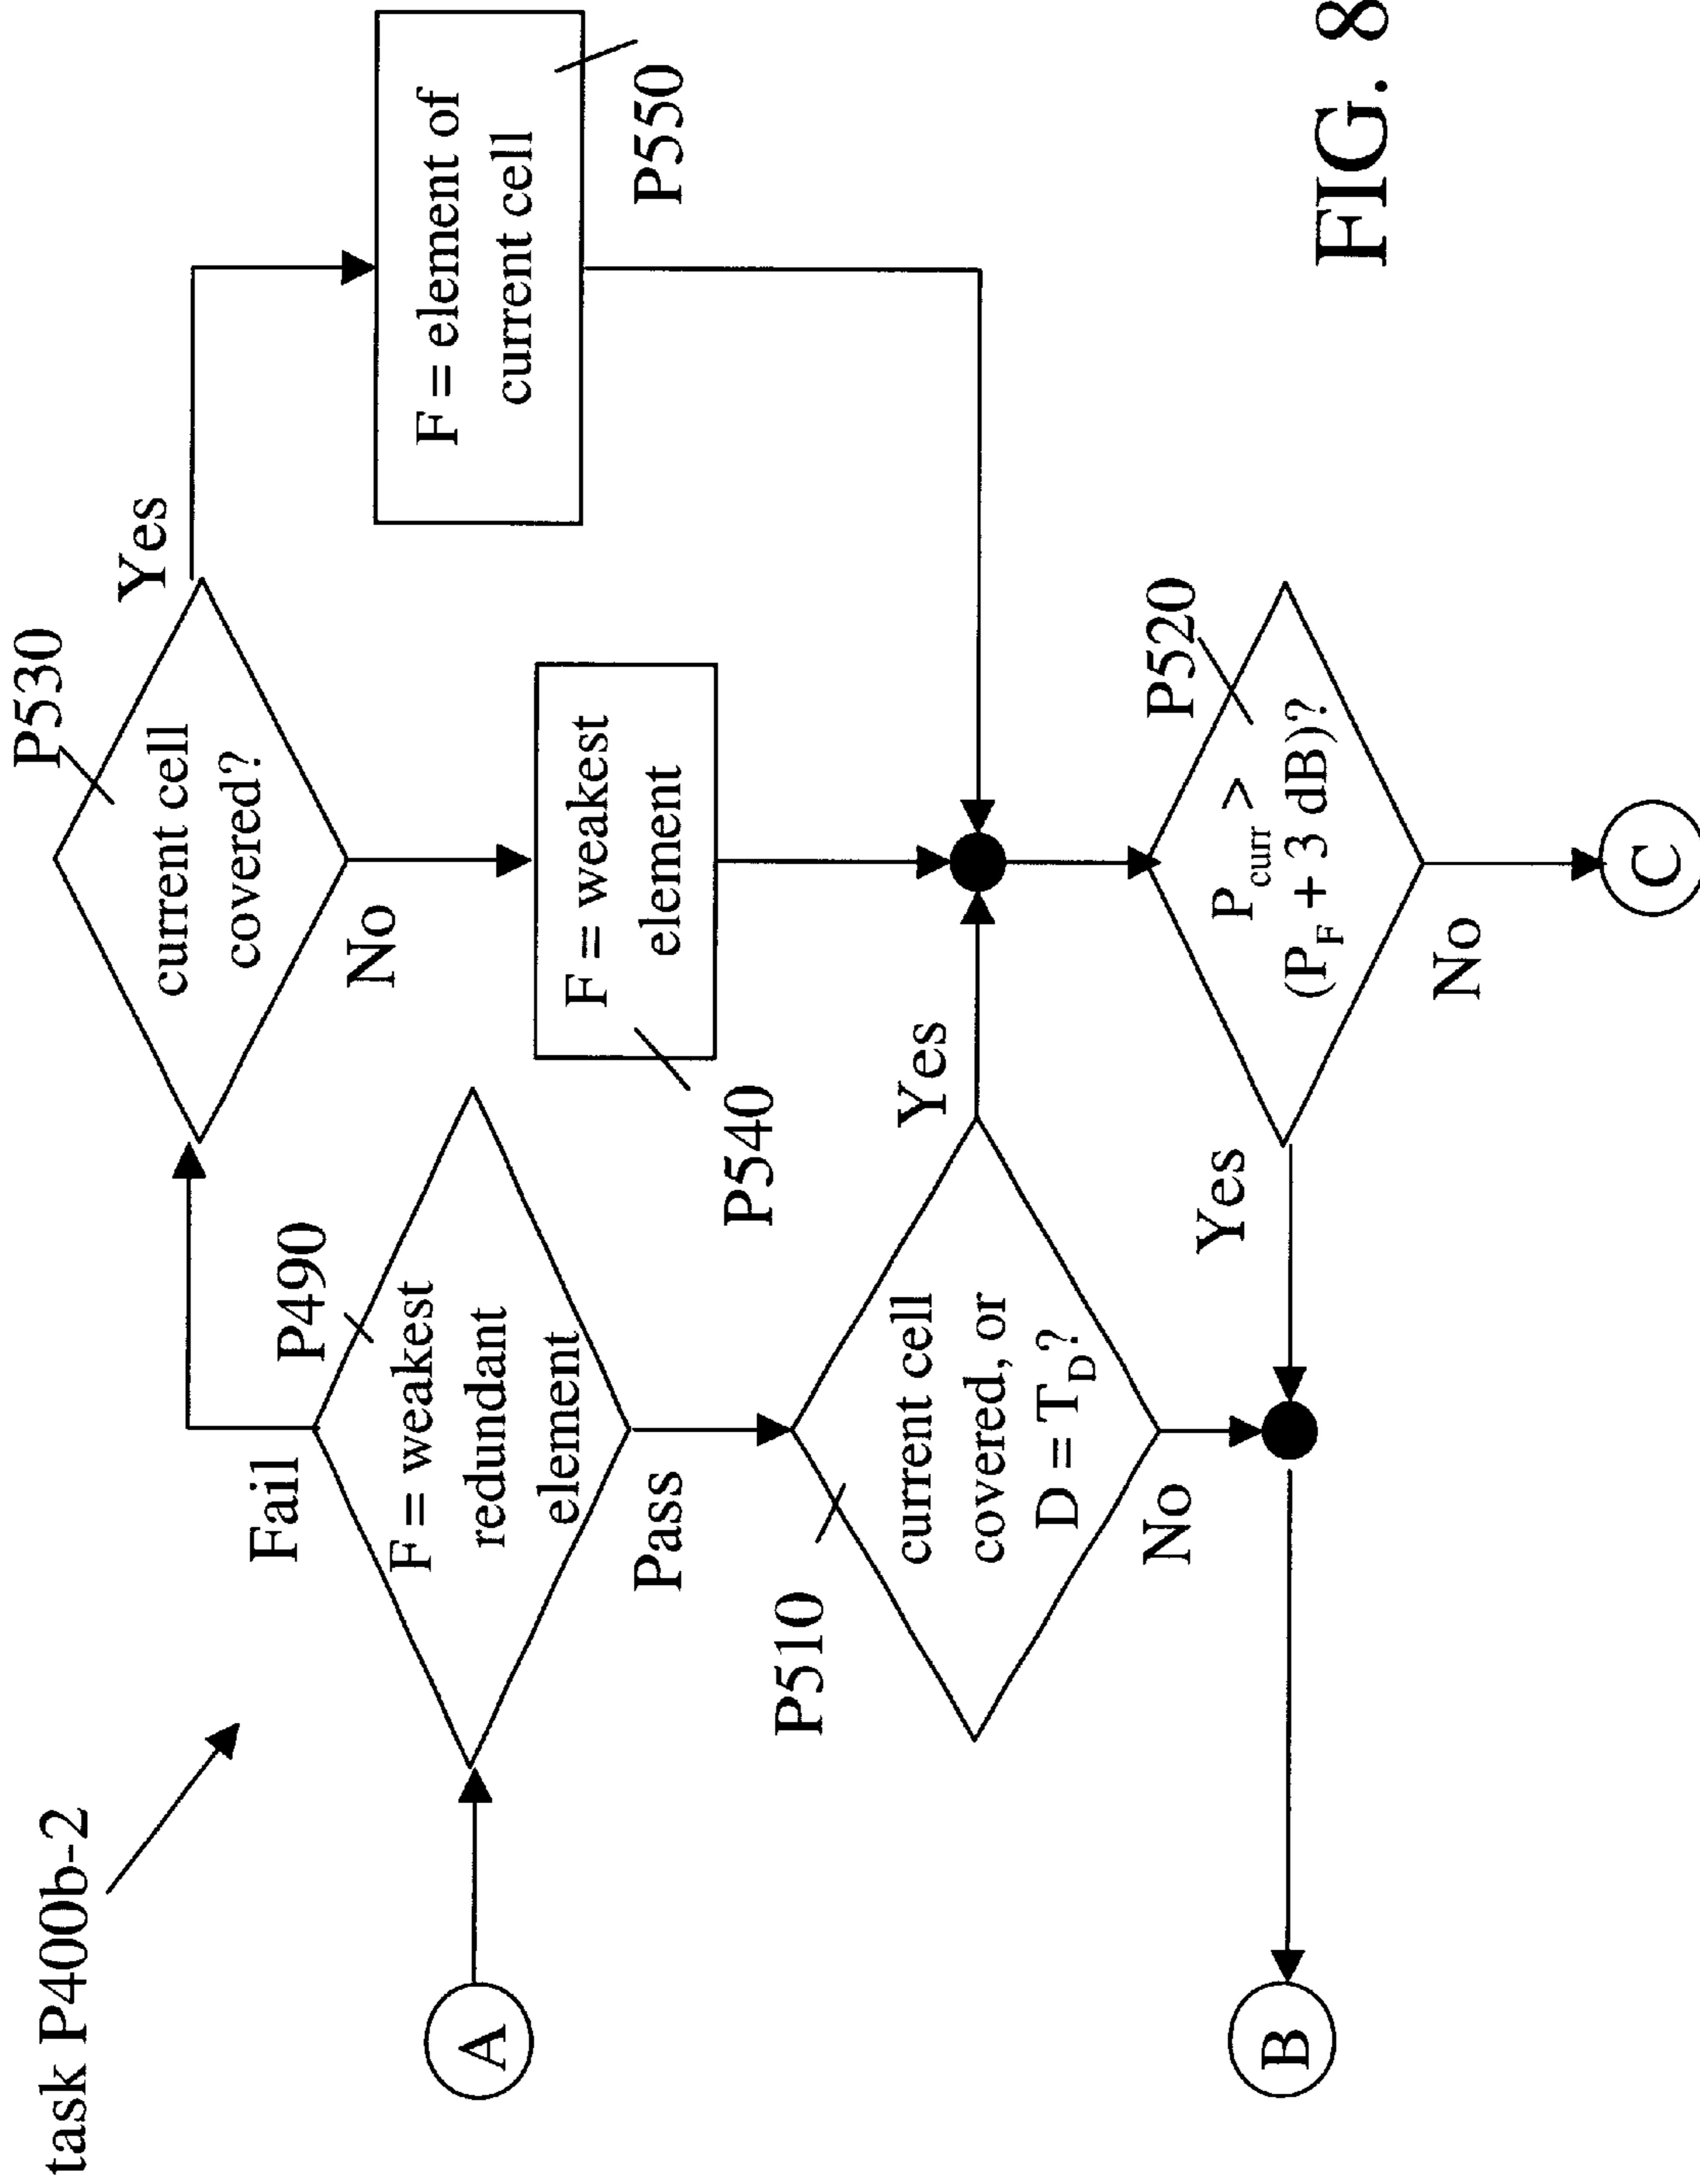 task P400b-2
P530
current cell
covered?
Yes
No
Fail
P490
F = weakest
redundant
element
Pass
F = element of
current cell
P550
F = weakest
element
P540
P510
current cell
covered, or
D = T_D?
Yes
No
P520
P_curr >
(P_F + 3 dB)?
Yes
No
A
B
C
FIG. 8